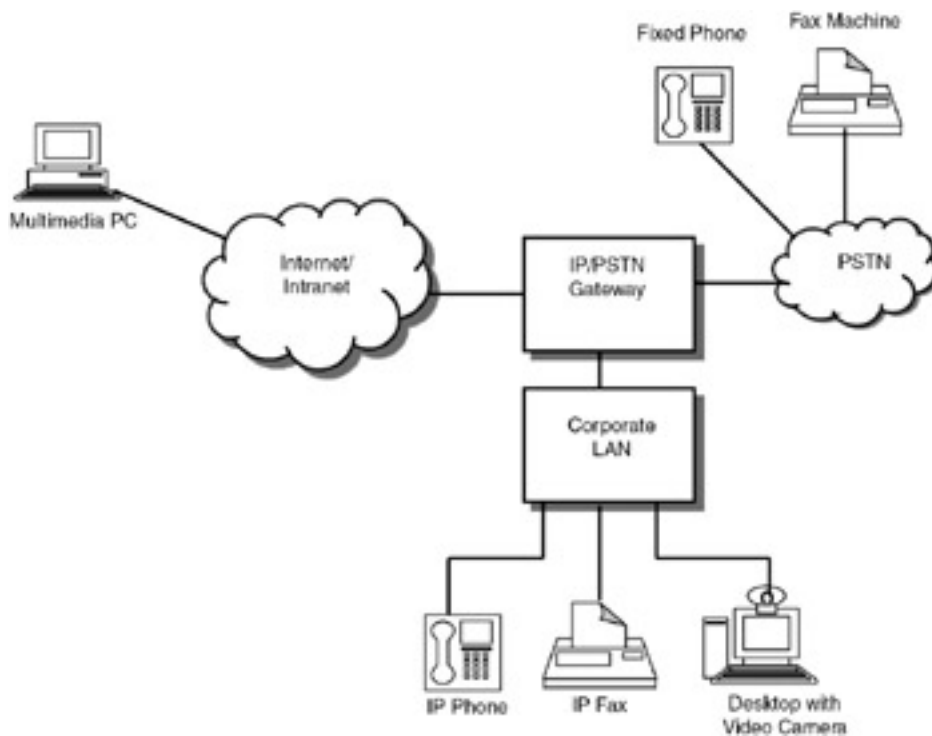 Fixed Phone
Fax Machine
Multimedia PC
Internet/
Intranet
IP/PSTN
Gateway
PSTN
Corporate
LAN
IP Phone
IP Fax
Desktop with
Video Camera